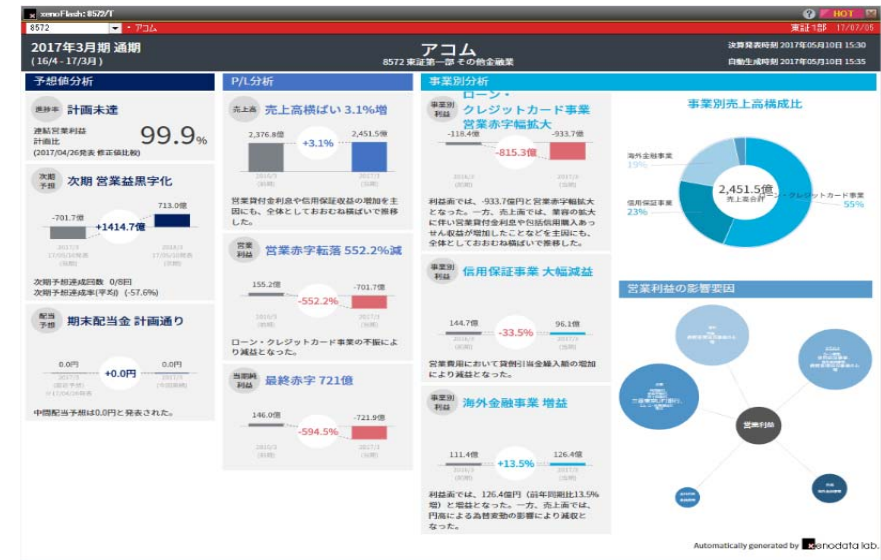 xenoFlash: 8572/T
HOT
8572
・アコム
東証1部 17/07/05
2017年3月期 通期
(16/4 - 17/3月)
アコム
8572 東証第一部 その他金融業
決算発表時刻 2017年05月10日 15:30
自動生成時刻 2017年05月10日 15:35
予想値分析
進捗率 計画未達
連結営業利益
計画比
(2017/04/26発表 修正値比較)
99.9%
次期
予想
次期 営業益黒字化
713.0億
-701.7億
+1414.7億
2017/3
17/05/10発表
(当期)
2018/3
17/05/10発表
(次期)
次期予想達成回数 0/8回
次期予想達成率(平均) (-57.6%)
配当
予想
期末配当金 計画通り
0.0円
+0.0円
0.0円
2017/3
2017/3
中間配当予想は0.0円と発表された。
P/L分析
売上高 売上高横ばい 3.1%増
2,376.8億
+3.1%
2,451.5億
2016/3
(前期)
2017/3
(当期)
営業貸付金利息や信用保証収益の増加を主
因にも、全体としておおむね横ばいで推移
した。
営業
利益
営業赤字転落 552.2%減
155.2億
-552.2%
-701.7億
2016/3
(前期)
2017/3
(当期)
ローン・クレジットカード事業の不振によ
り減益となった。
当期純
利益
最終赤字 721億
146.0億
-594.5%
-721.9億
2016/3
(前期)
2017/3
(当期)
事業別分析
事業別
利益
ローン・
クレジットカード事業
営業赤字幅拡大
-118.4億
-815.3億
-933.7億
2016/3
(前期)
2017/3
(当期)
利益面では、-933.7億円と営業赤字幅拡大
となった。一方、売上面では、業容の拡大
に伴い営業貸付金利息や包括信用購入あっ
せん収益が増加したことなどを主因にも、
全体としておおむね横ばいで推移した。
事業別
利益
信用保証事業 大幅減益
144.7億
-33.5%
96.1億
2016/3
(前期)
2017/3
(当期)
営業費用において貸倒引当金繰入額の増加
により減益となった。
事業別
利益
海外金融事業 増益
111.4億
+13.5%
126.4億
2016/3
(前期)
2017/3
(当期)
利益面では、126.4億円（前年同期比13.5%
増）と増益となった。一方、売上面では、
円高による為替変動の影響により減収と
なった。
事業別売上高構成比
海外金融事業
19%
信用保証事業
23%
2,451.5億
売上高合計
ローン・クレジットカード事業
55%
営業利益の影響要因
営業利益
Automatically generated by xenodata lab.